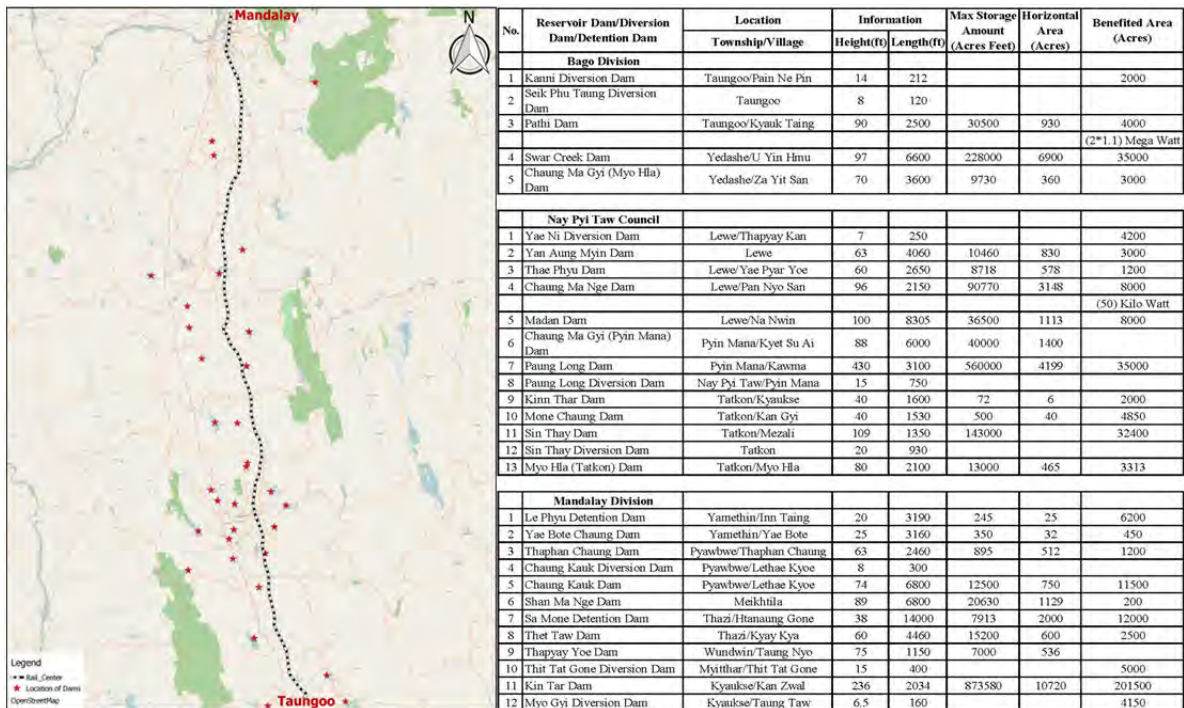 Mandalay
N
Legend
Rail_Center
Location of Dams
OpenStreetMap
Taungoo
No. Reservoir Dam/Diversion Dam/Detention Dam Location Information Max Storage Amount (Acres Feet) Horizontal Area (Acres) Benefited Area (Acres)
Township/Village Height(ft) Length(ft)
Bago Division
1 Kanni Diversion Dam Taungoo/Pain Ne Pin 14 212 2000
2 Seik Phu Taung Diversion Dam Taungoo 8 120
3 Pathi Dam Taungoo/Kyauk Taing 90 2500 30500 930 4000
(2*1.1) Mega Watt
4 Swar Creek Dam Yedashe/U Yin Hmu 97 6600 228000 6900 35000
5 Chaung Ma Gyi (Myo Hla) Dam Yedashe/Za Yit San 70 3600 9730 360 3000
Nay Pyi Taw Council
1 Yae Ni Diversion Dam Lewe/Thapyay Kan 7 250 4200
2 Yan Aung Myin Dam Lewe 63 4060 10460 830 3000
3 Thae Phyu Dam Lewe/Yae Pyar Yoe 60 2650 8718 578 1200
4 Chaung Ma Nge Dam Lewe/Pan Nyo San 96 2150 90770 3148 8000
(50) Kilo Watt
5 Madan Dam Lewe/Na Nwin 100 8305 36500 1113 8000
6 Chaung Ma Gyi (Pyin Mana) Dam Pyin Mana/Kyet Su Ai 88 6000 40000 1400
7 Paung Long Dam Pyin Mana/Kawma 430 3100 560000 4199 35000
8 Paung Long Diversion Dam Nay Pyi Taw/Pyin Mana 15 750
9 Kinn Thar Dam Tatkon/Kyaukse 40 1600 72 6 2000
10 Mone Chaung Dam Tatkon/Kan Gyi 40 1530 500 40 4850
11 Sin Thay Dam Tatkon/Mezali 109 1350 143000 32400
12 Sin Thay Diversion Dam Tatkon 20 930
13 Myo Hla (Tatkon) Dam Tatkon/Myo Hla 80 2100 13000 465 3313
Mandalay Division
1 Le Phyu Detention Dam Yamethin/Inn Taing 20 3190 245 25 6200
2 Yae Bote Chaung Dam Yamethin/Yae Bote 25 3160 350 32 450
3 Thaphan Chaung Dam Pyawbwe/Thaphan Chaung 63 2460 895 512 1200
4 Chaung Kauk Diversion Dam Pyawbwe/Lethae Kyoe 8 300
5 Chaung Kauk Dam Pyawbwe/Lethae Kyoe 74 6800 12500 750 11500
6 Shan Ma Nge Dam Meikhtila 89 6800 20630 1129 200
7 Sa Mone Detention Dam Thazi/Htanaung Gone 38 14000 7913 2000 12000
8 Thet Taw Dam Thazi/Kyay Kya 60 4460 15200 600 2500
9 Thapyay Yoe Dam Wundwin/Taung Nyo 75 1150 7000 536
10 Thit Tat Gone Diversion Dam Myitthar/Thit Tat Gone 15 400 5000
11 Kin Tar Dam Kyaukse/Kan Zwal 236 2034 873580 10720 201500
12 Myo Gyi Diversion Dam Kyaukse/Taung Taw 6.5 160 4150